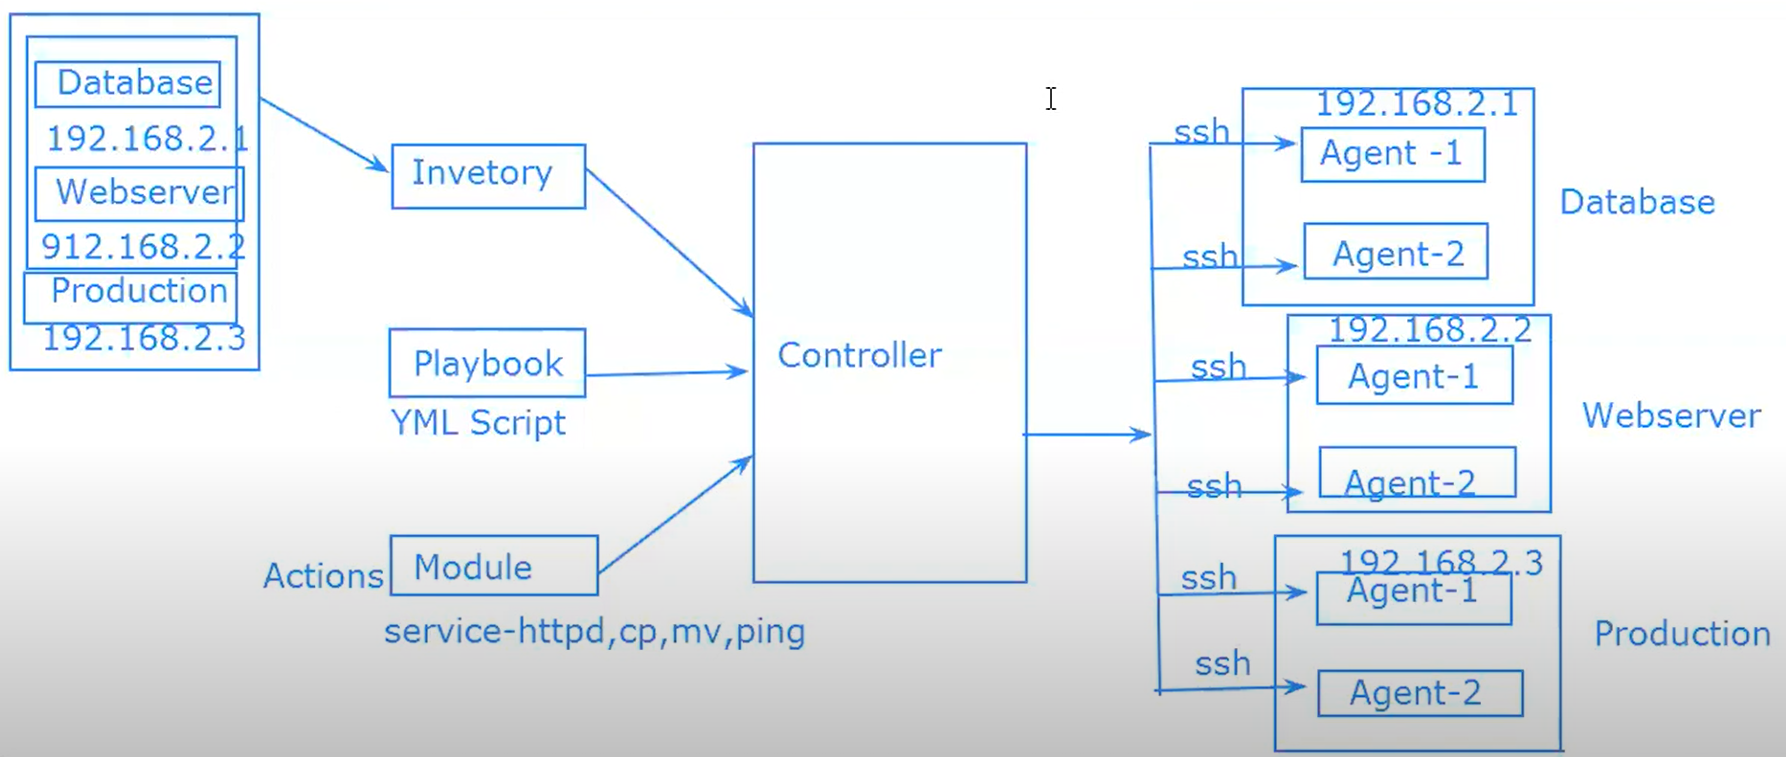 Database
192.168.2.1
Webserver
912.168.2.2
Production
192.168.2.3
Invetory
Playbook
YML Script
Actions
Module
service-httpd,cp,mv,ping
Controller
ssh
ssh
ssh
ssh
ssh
ssh
192.168.2.1
Agent -1
Agent-2
Database
192.168.2.2
Agent-1
Agent-2
Webserver
192.168.2.3
Agent-1
Agent-2
Production